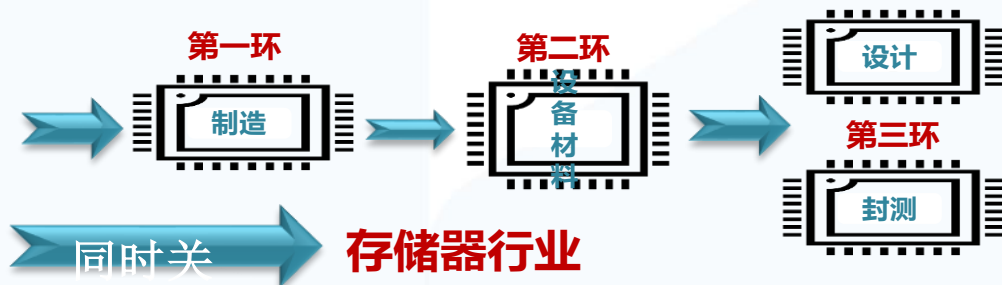 第一环
制造
第二环
设备材料
设计
第三环
封测
同时关
存储器行业